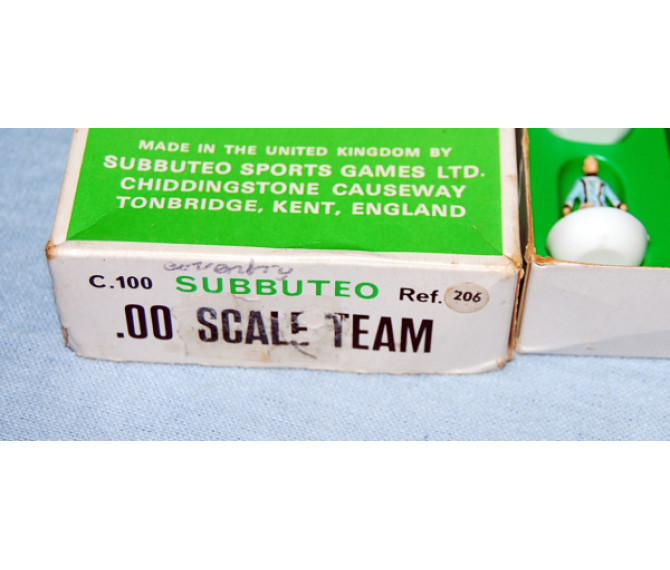 MADE IN THE UNITED KINGDOM BY
SUBBUTEO SPORTS GAMES LTD.
CHIDDINGSTONE CAUSEWAY
TONBRIDGE, KENT, ENGLAND
Coventry
C.100 SUBBUTEO Ref. 206
.00 SCALE TEAM